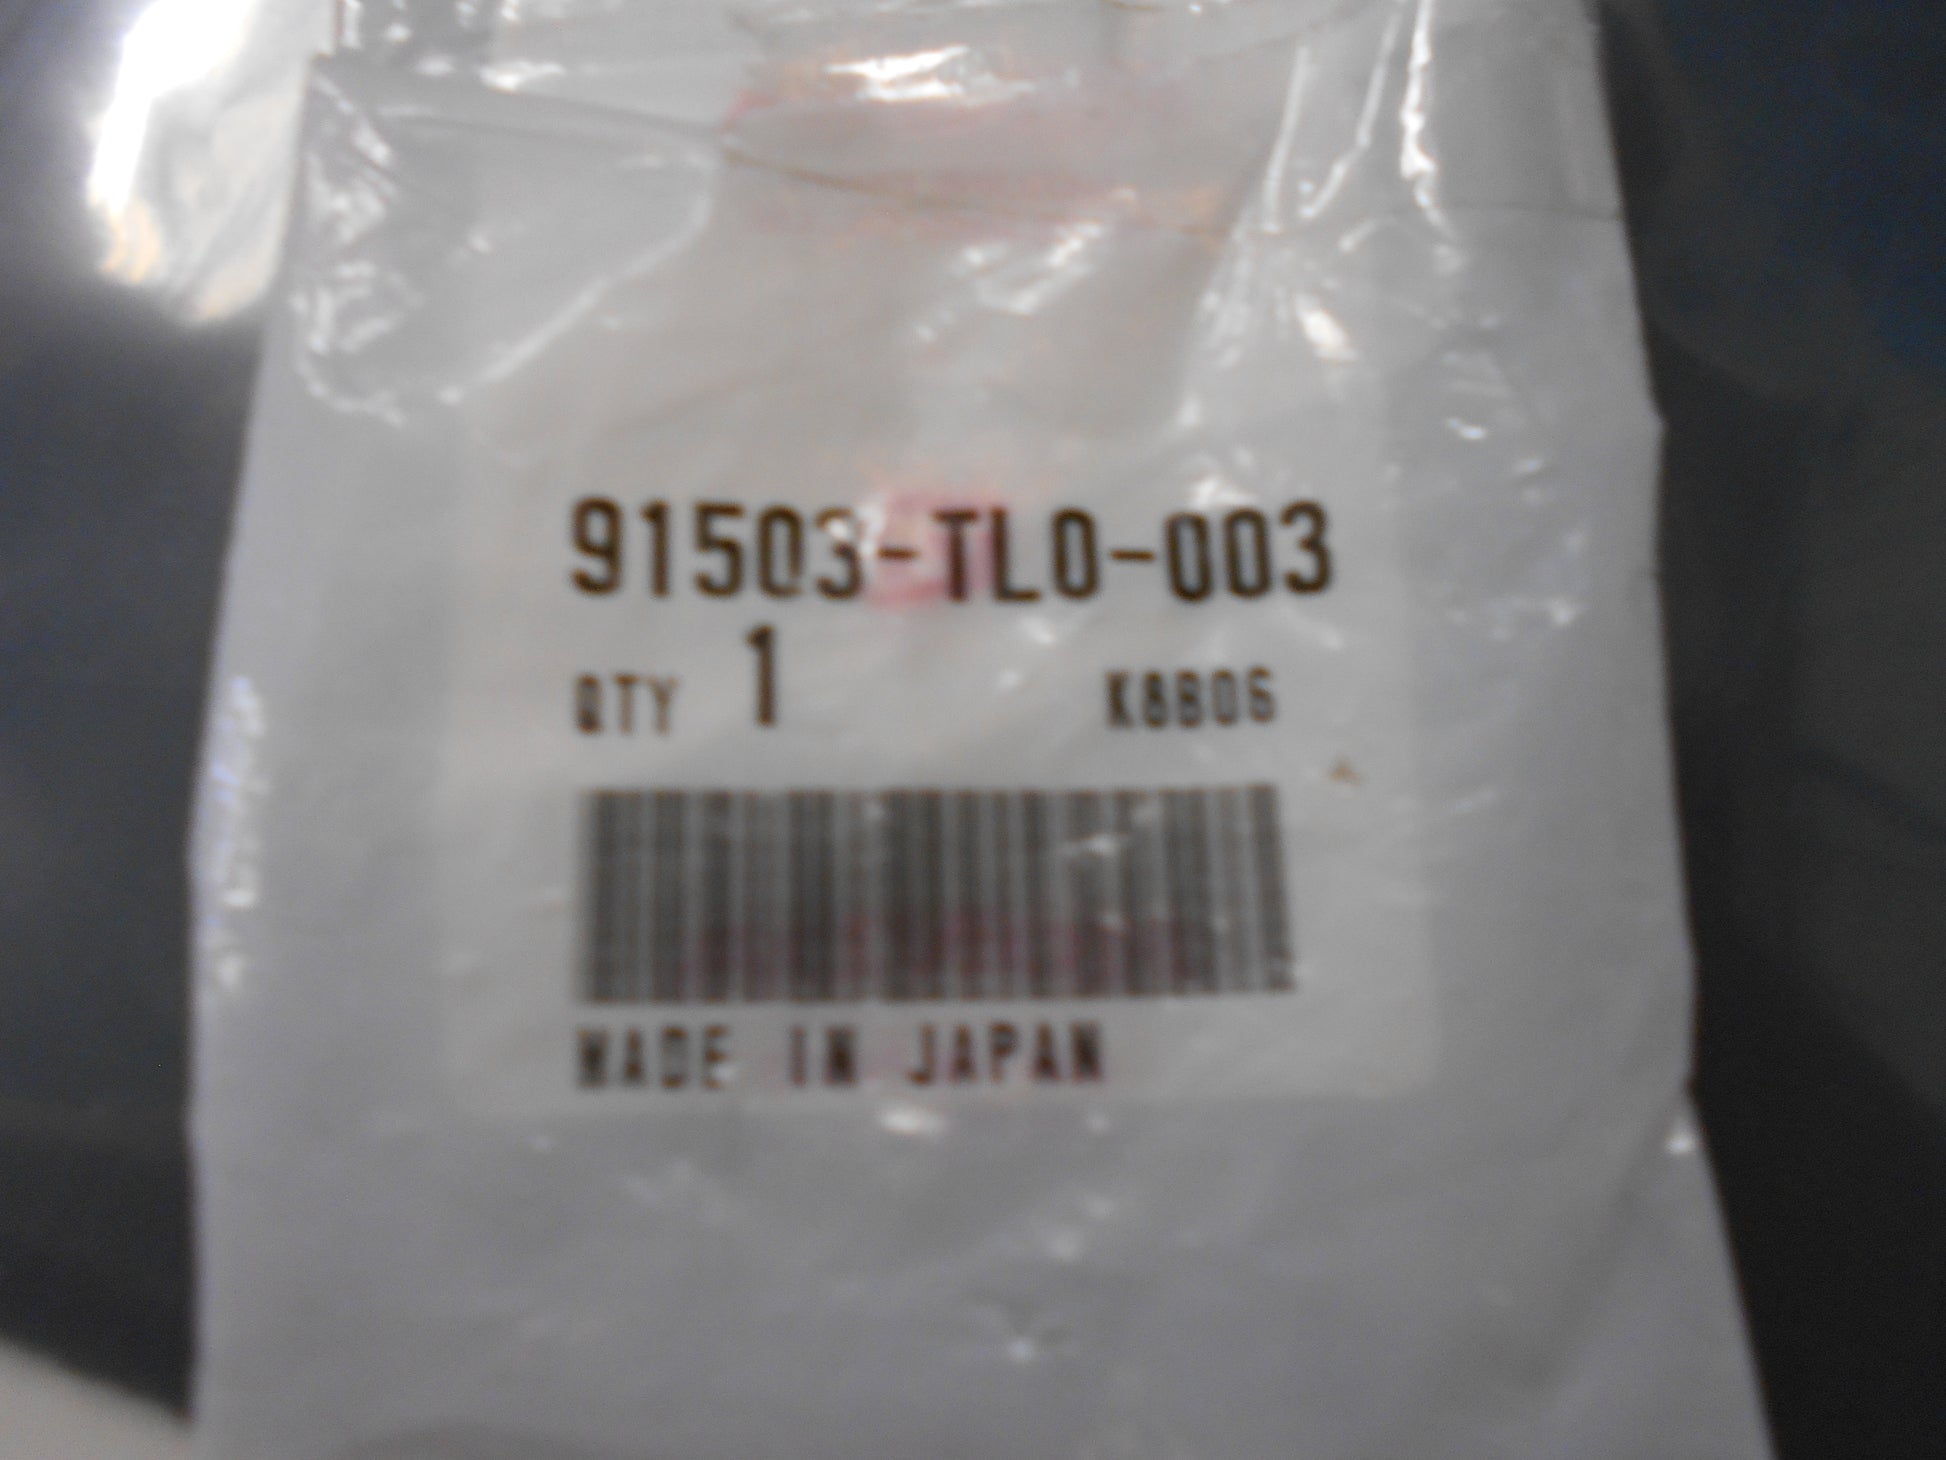 91503-TL0-003
QTY 1 K8B06
MADE IN JAPAN